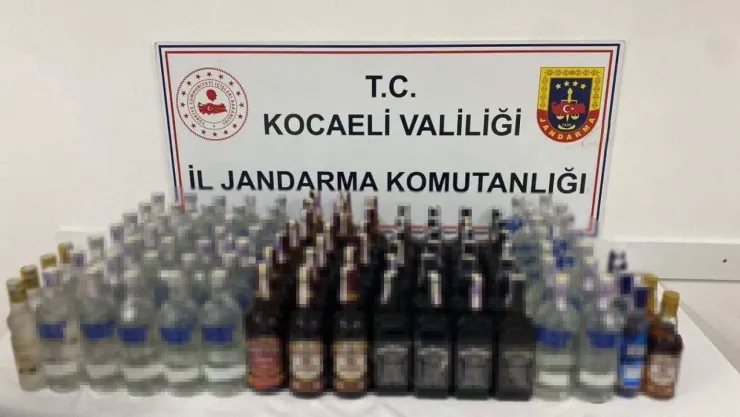 T.C.
KOCAELİ VALİLİĞİ
İL JANDARMA KOMUTANLIĞI
JANDARMA